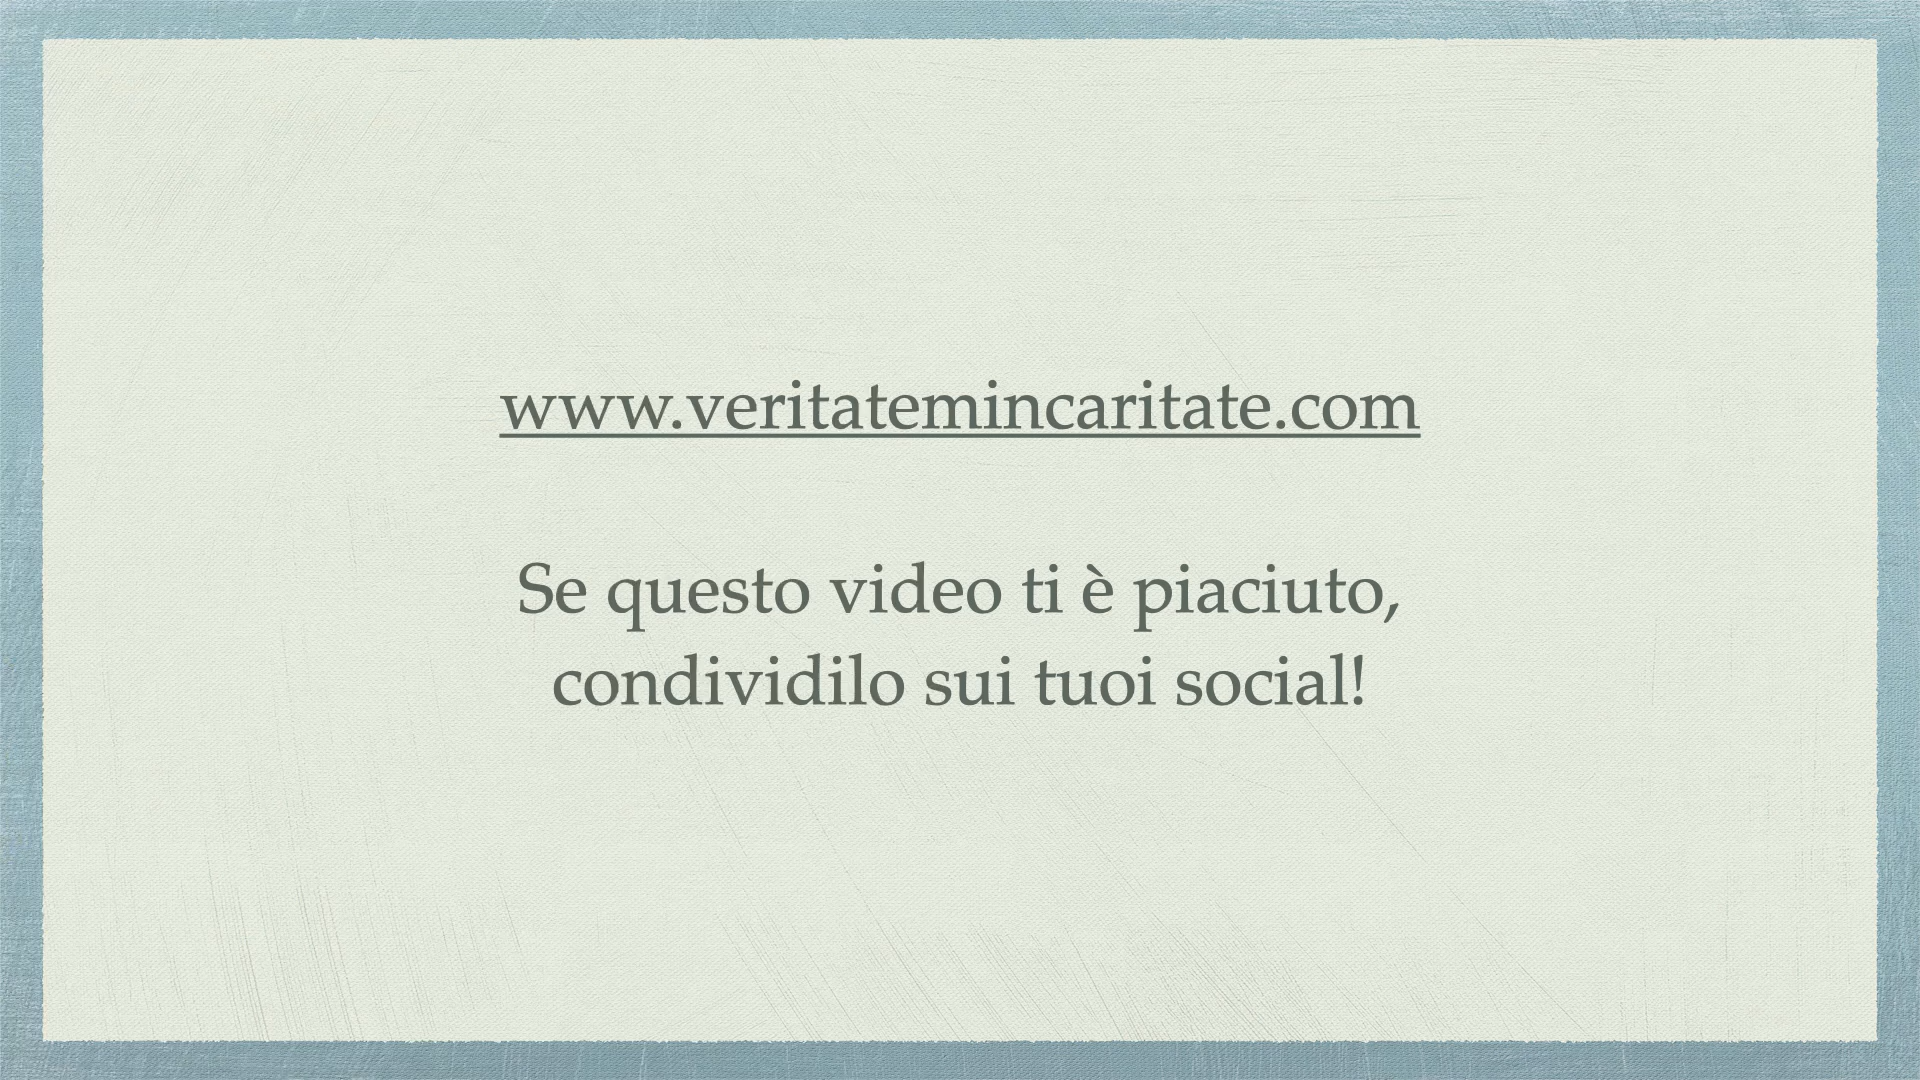 www.veritatemincaritate.com
Se questo video ti è piaciuto,
condividilo sui tuoi social!